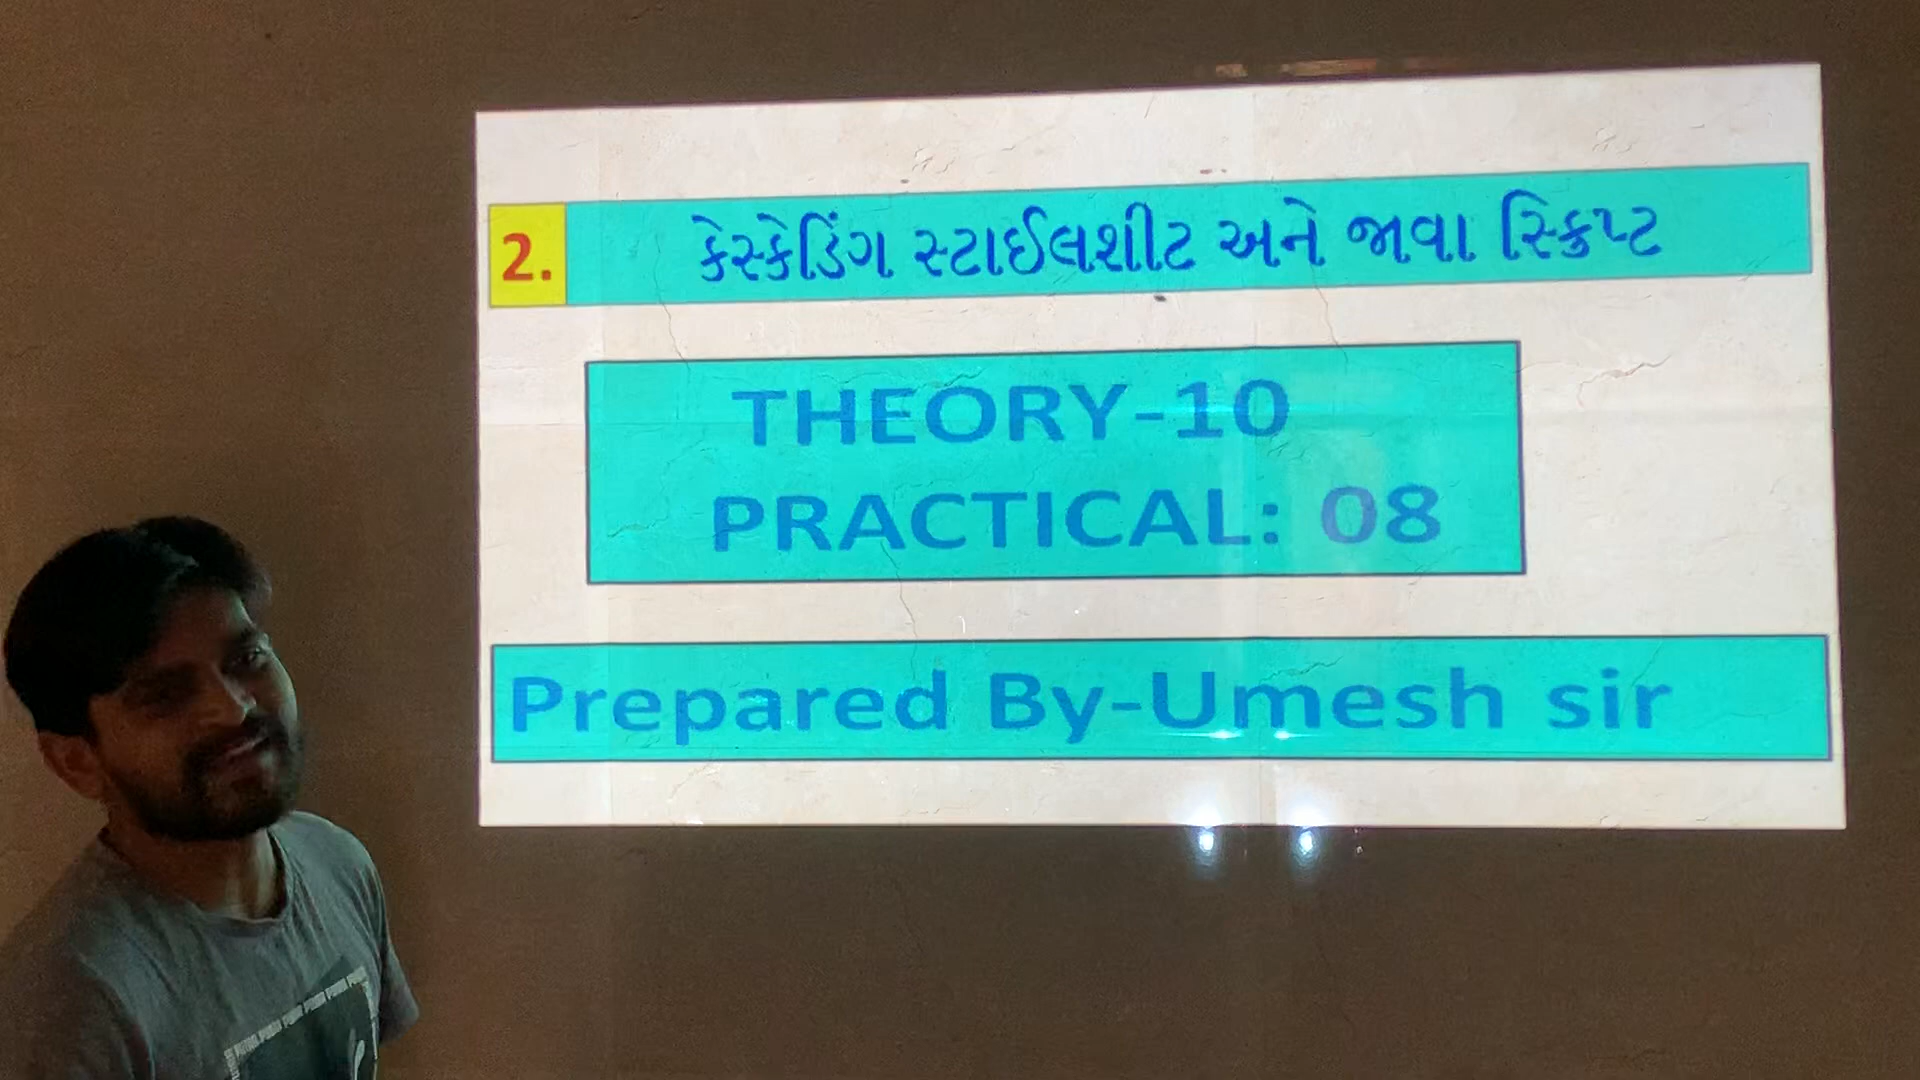 2. કેસ્કેડિંગ સ્ટાઈલશીટ અને જાવા સ્ક્રિપ્ટ
THEORY-10
PRACTICAL: 08
Prepared By-Umesh sir